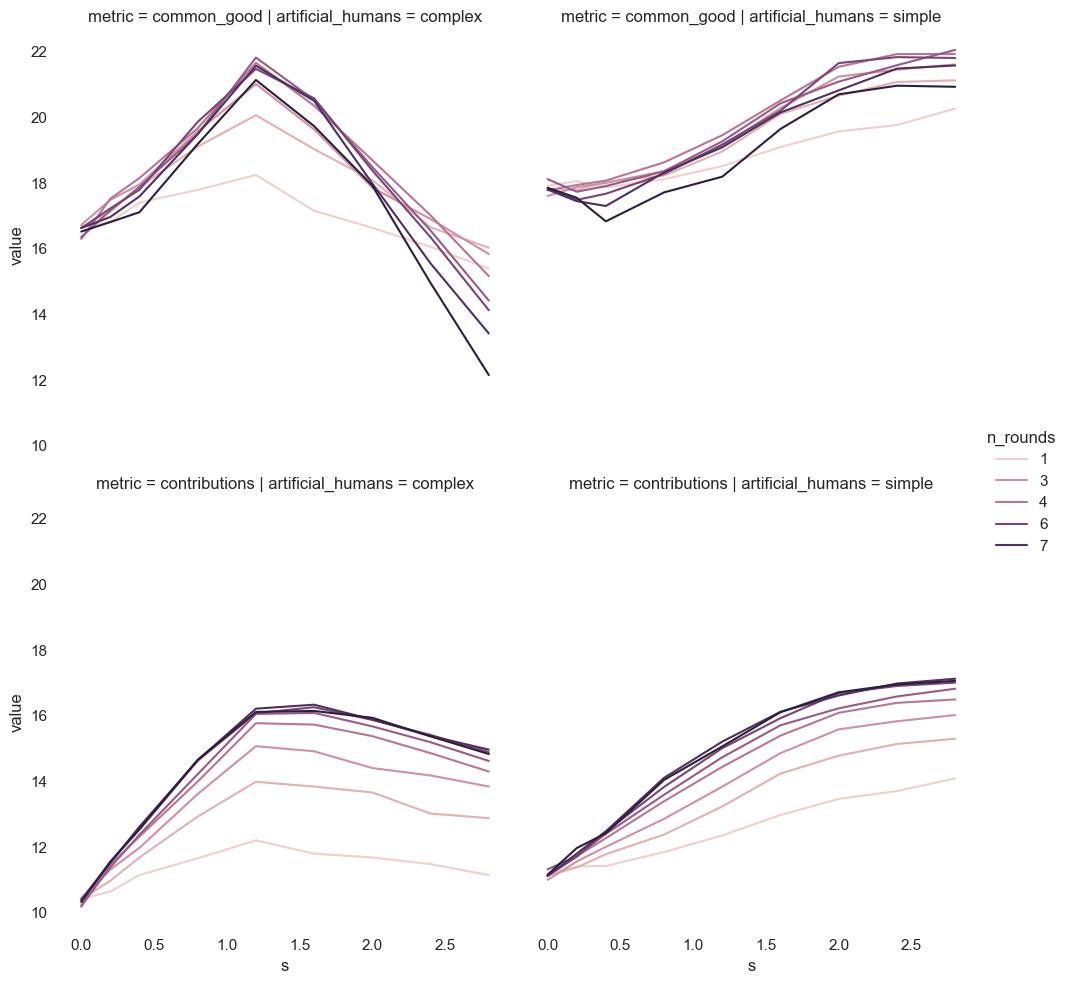 metric = common_good | artificial_humans = complex
metric = common_good | artificial_humans = simple
22
20
18
16
14
12
10
value
n_rounds
1
3
4
6
7
metric = contributions | artificial_humans = complex
metric = contributions | artificial_humans = simple
22
20
18
16
14
12
10
value
0.0 0.5 1.0 1.5 2.0 2.5
s
0.0 0.5 1.0 1.5 2.0 2.5
s